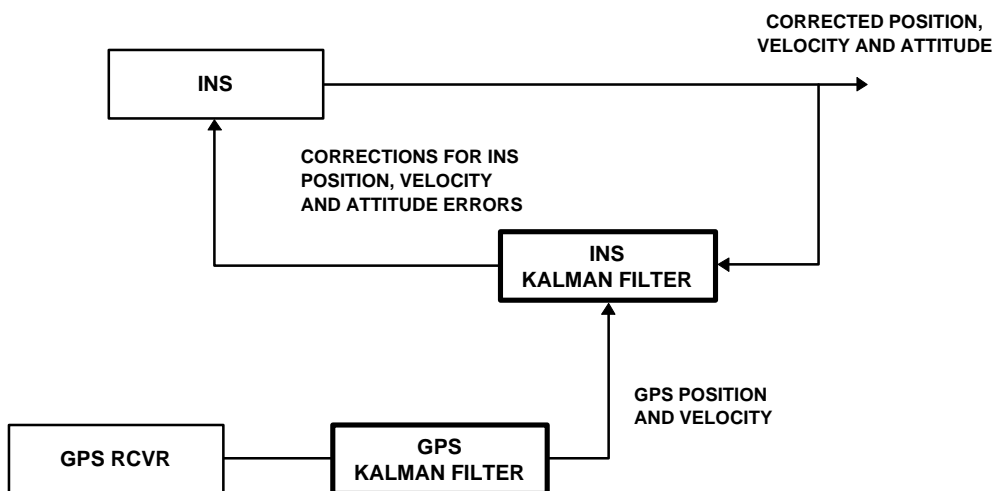 CORRECTED POSITION,
VELOCITY AND ATTITUDE
INS
CORRECTIONS FOR INS
POSITION, VELOCITY
AND ATTITUDE ERRORS
INS
KALMAN FILTER
GPS POSITION
AND VELOCITY
GPS RCVR
GPS
KALMAN FILTER